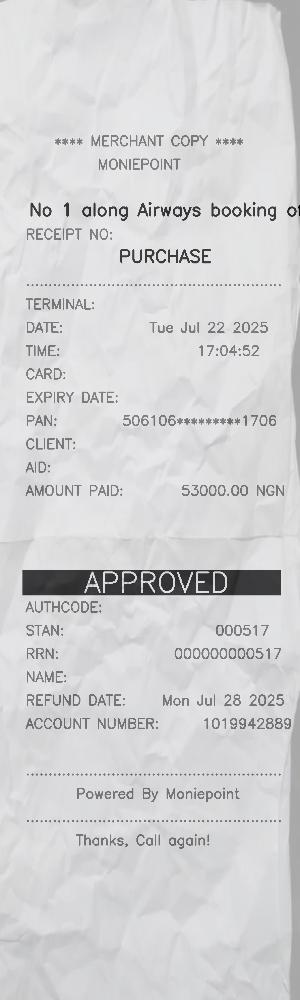 **** MERCHANT COPY ****
MONIEPOINT
No 1 along Airways booking of
RECEIPT NO:
PURCHASE
TERMINAL:
DATE: Tue Jul 22 2025
TIME: 17:04:52
CARD:
EXPIRY DATE:
PAN: 506106*********1706
CLIENT:
AID:
AMOUNT PAID: 53000.00 NGN
APPROVED
AUTHCODE:
STAN: 000517
RRN: 000000000517
NAME:
REFUND DATE: Mon Jul 28 2025
ACCOUNT NUMBER: 1019942889
Powered By Moniepoint
Thanks, Call again!